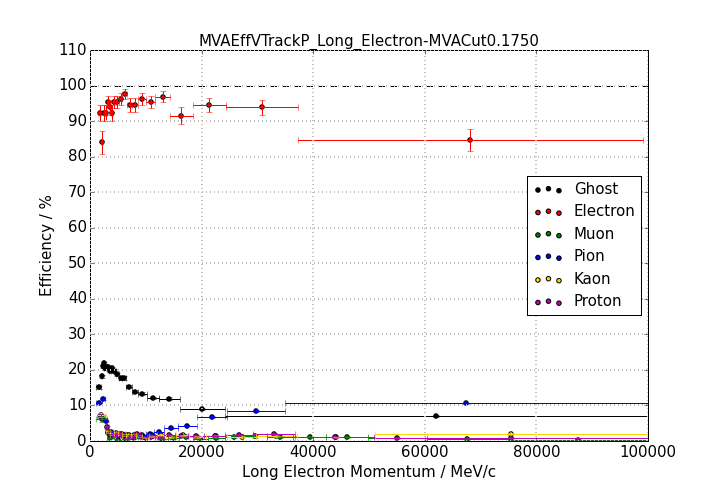 MVAEffVTrackP_Long_Electron-MVACut0.1750
110
100
90
80
70
60
50
40
30
20
10
0
Efficiency / %
Ghost
Electron
Muon
Pion
Kaon
Proton
0 20000 40000 60000 80000 100000
Long Electron Momentum / MeV/c